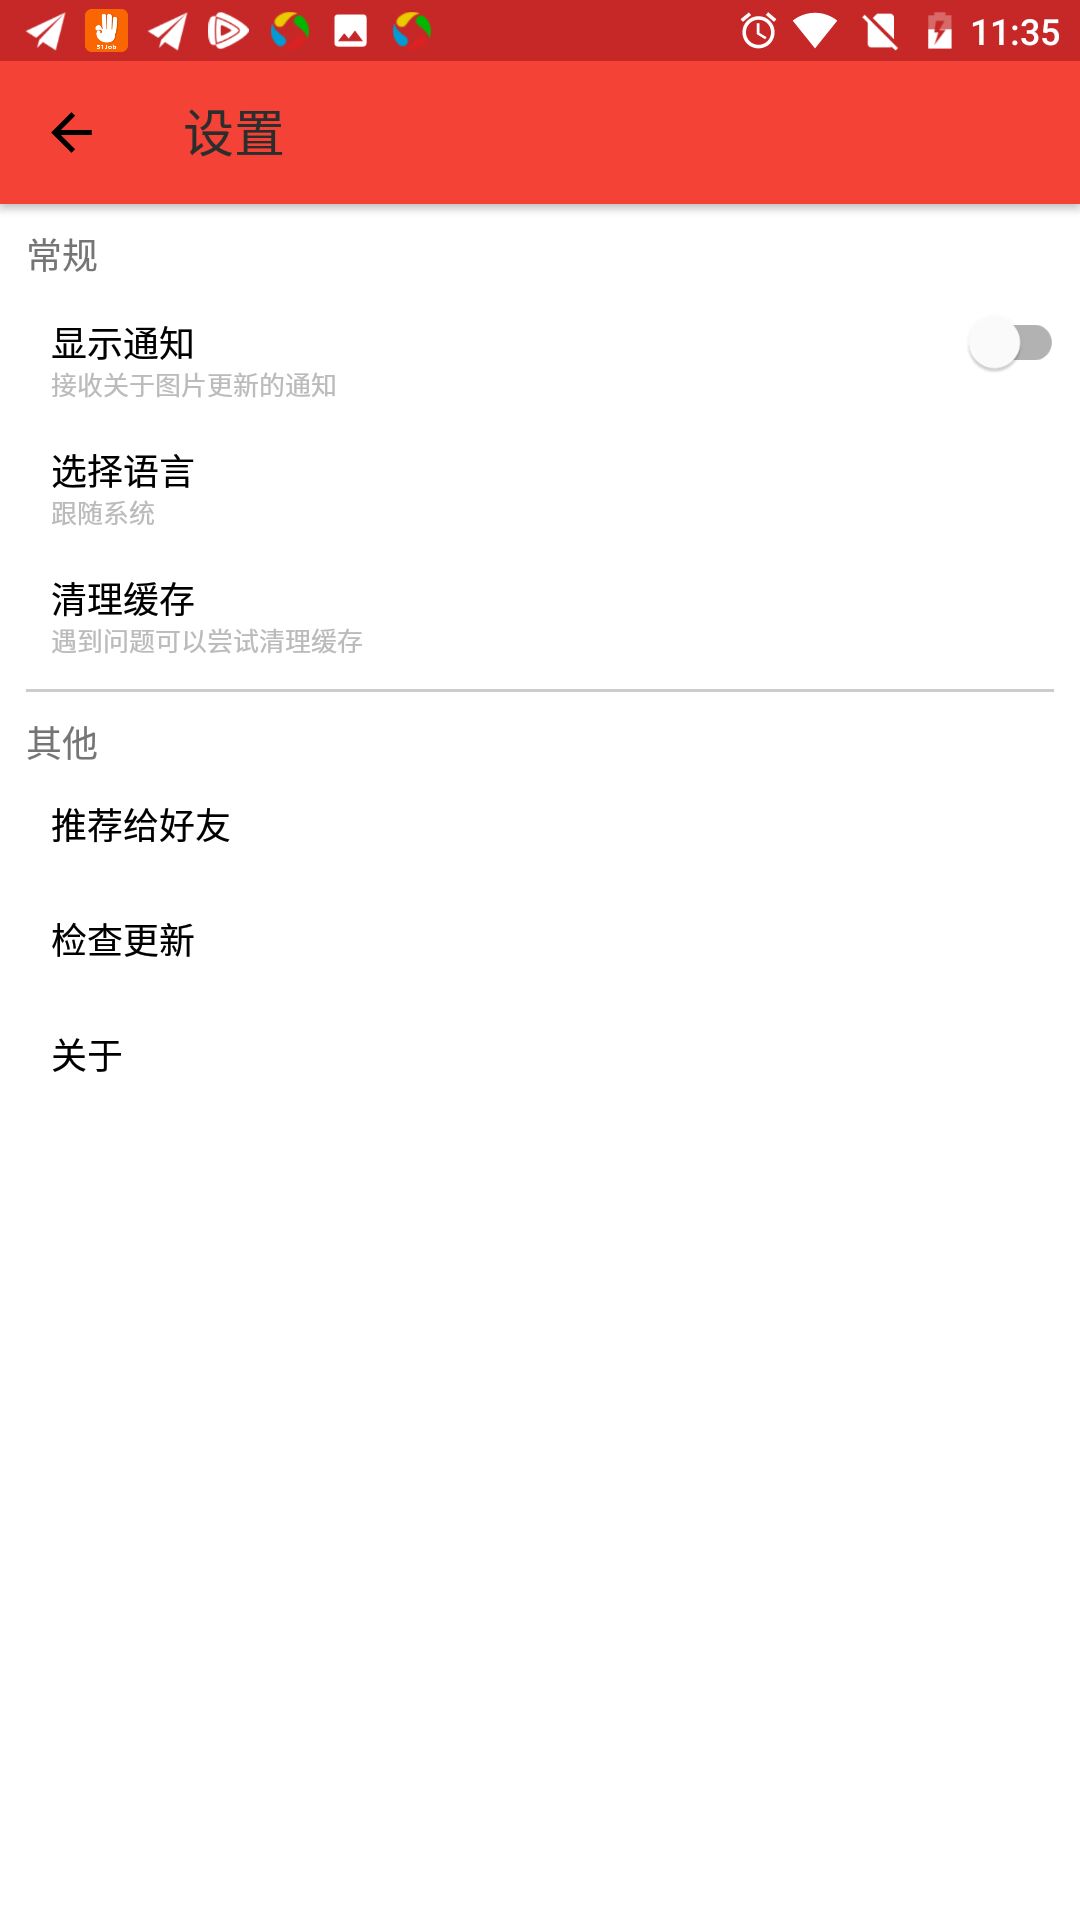 11:35
设置
常规
显示通知
接收关于图片更新的通知
选择语言
跟随系统
清理缓存
遇到问题可以尝试清理缓存
其他
推荐给好友
检查更新
关于